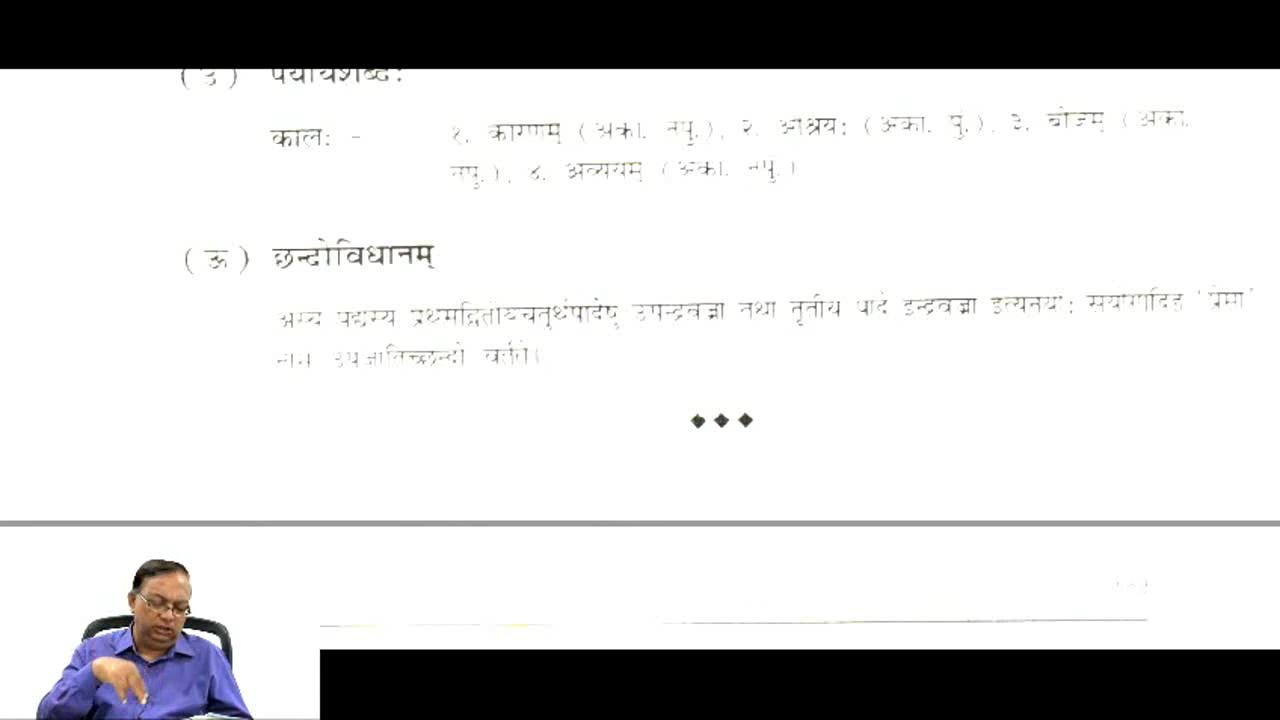 (उ) पर्यायशब्दः
कालः - १. कारणम् (अका. नपु.), २. आश्रयः (अका. पुं.), ३. बीजम् (अका.
नपु.), ४. अव्ययम् (अका. नपु.)
(ऊ) छन्दोविधानम्
अस्य पद्यस्य प्रथमद्वितीयचतुर्थपादेषु उपेन्द्रवज्रा तथा तृतीये पादे इन्द्रवज्रा इत्यनयोः संयोगादिह 'प्रेमा'
नाम उपजातिच्छन्दो वर्तते।